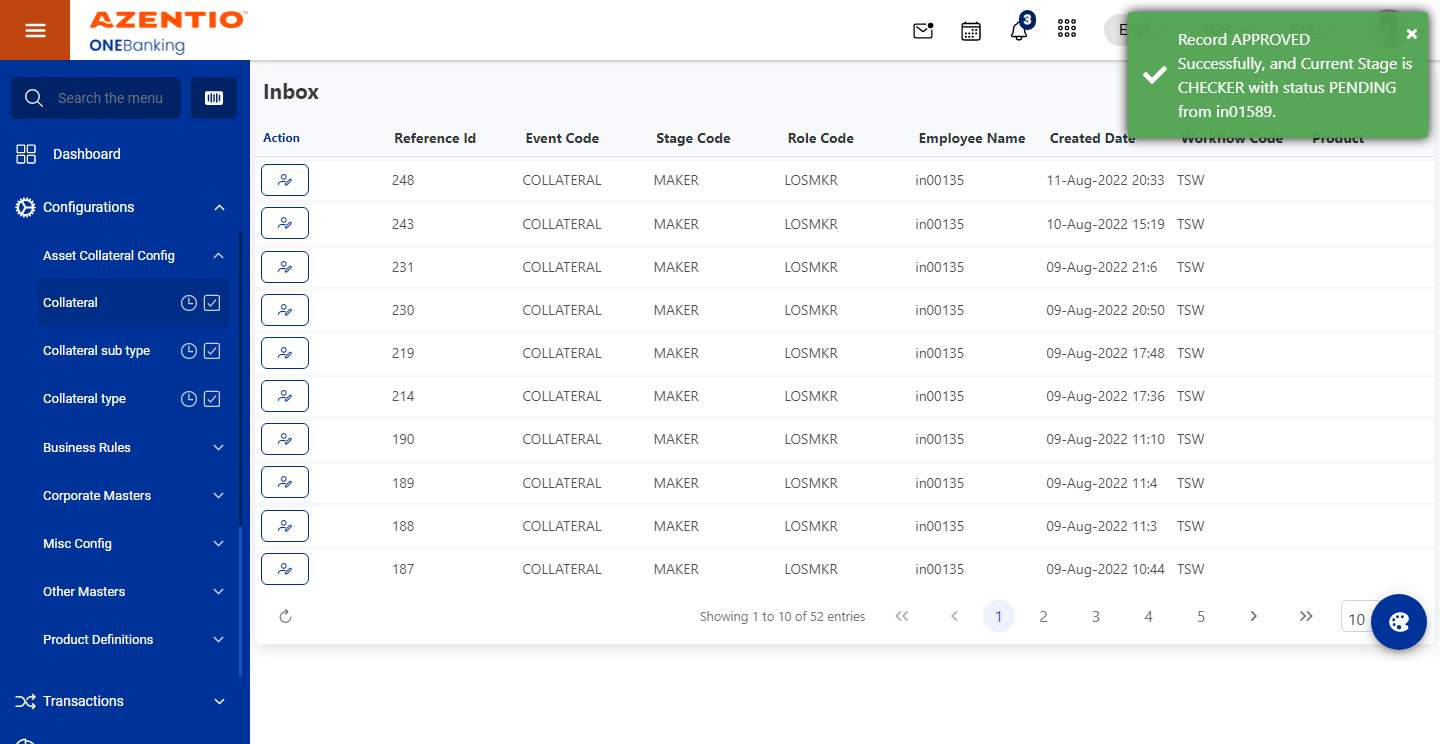 AZENTIO™
ONEBanking
3
Record APPROVED
Successfully, and Current Stage is
CHECKER with status PENDING
from in01589.
Search the menu
Dashboard
Configurations
Asset Collateral Config
Collateral
Collateral sub type
Collateral type
Business Rules
Corporate Masters
Misc Config
Other Masters
Product Definitions
Transactions
Inbox
Action Reference Id Event Code Stage Code Role Code Employee Name Created Date Workflow Code Product
248 COLLATERAL MAKER LOSMKR in00135 11-Aug-2022 20:33 TSW
243 COLLATERAL MAKER LOSMKR in00135 10-Aug-2022 15:19 TSW
231 COLLATERAL MAKER LOSMKR in00135 09-Aug-2022 21:6 TSW
230 COLLATERAL MAKER LOSMKR in00135 09-Aug-2022 20:50 TSW
219 COLLATERAL MAKER LOSMKR in00135 09-Aug-2022 17:48 TSW
214 COLLATERAL MAKER LOSMKR in00135 09-Aug-2022 17:36 TSW
190 COLLATERAL MAKER LOSMKR in00135 09-Aug-2022 11:10 TSW
189 COLLATERAL MAKER LOSMKR in00135 09-Aug-2022 11:4 TSW
188 COLLATERAL MAKER LOSMKR in00135 09-Aug-2022 11:3 TSW
187 COLLATERAL MAKER LOSMKR in00135 09-Aug-2022 10:44 TSW
Showing 1 to 10 of 52 entries 1 2 3 4 5 10